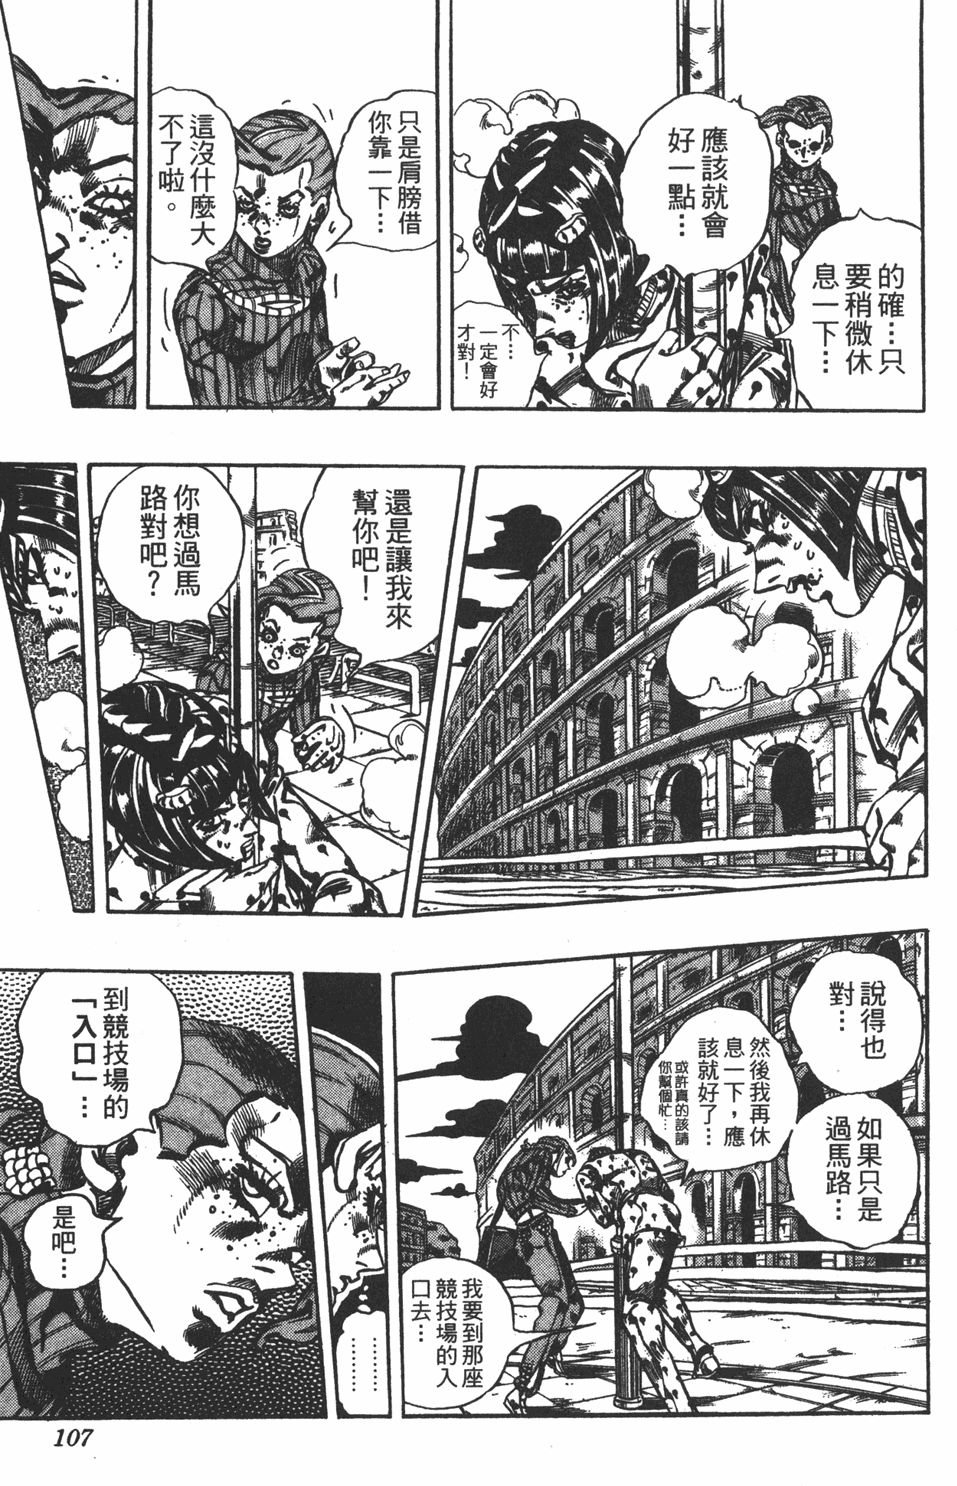 的確…只
要稍微休
息一下…
應該就會
好一點…
不…
一定會好
才對！
只是肩膀借
你靠一下…
這沒什麼大
不了啦。
還是讓我來
幫你吧！
你想過馬
路對吧？
說得也
對…
如果只是
過馬路…
然後我再休
息一下，應
該就好了…
或許真的該請
你幫個忙…
我要到那座
競技場的入
口去…
…………
……
到競技場的
「入口」…
是吧…
107